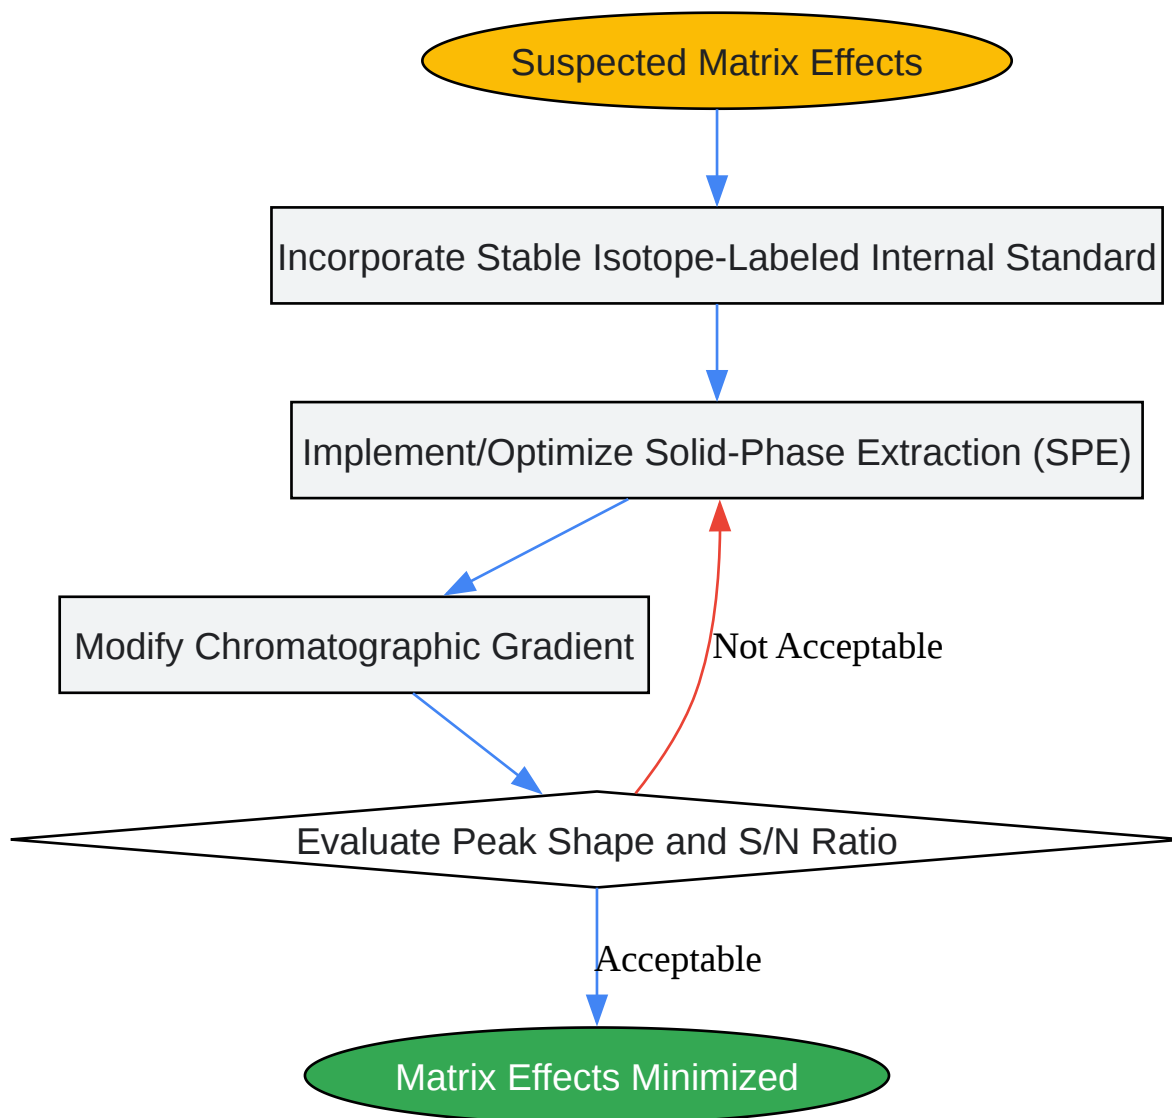 Suspected Matrix Effects
Incorporate Stable Isotope-Labeled Internal Standard
Implement/Optimize Solid-Phase Extraction (SPE)
Modify Chromatographic Gradient
Not Acceptable
Evaluate Peak Shape and S/N Ratio
Acceptable
Matrix Effects Minimized